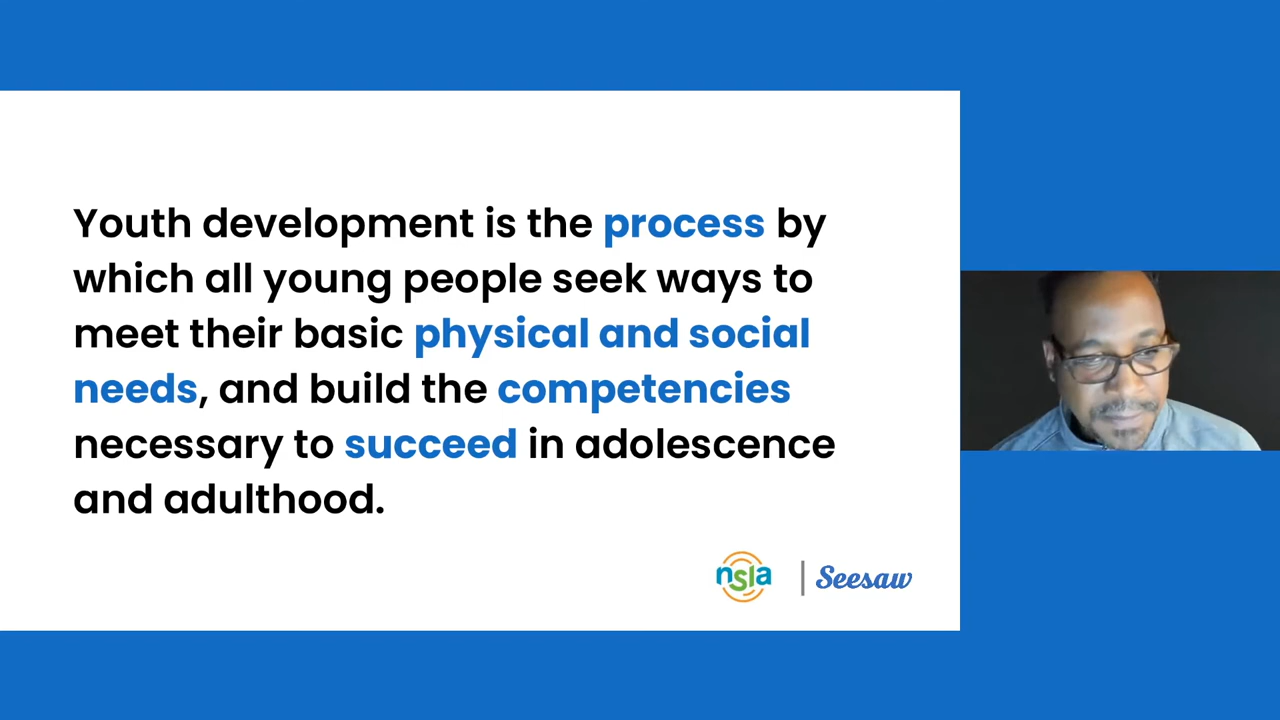 Youth development is the process by
which all young people seek ways to
meet their basic physical and social
needs, and build the competencies
necessary to succeed in adolescence
and adulthood.
nsla | Seesaw